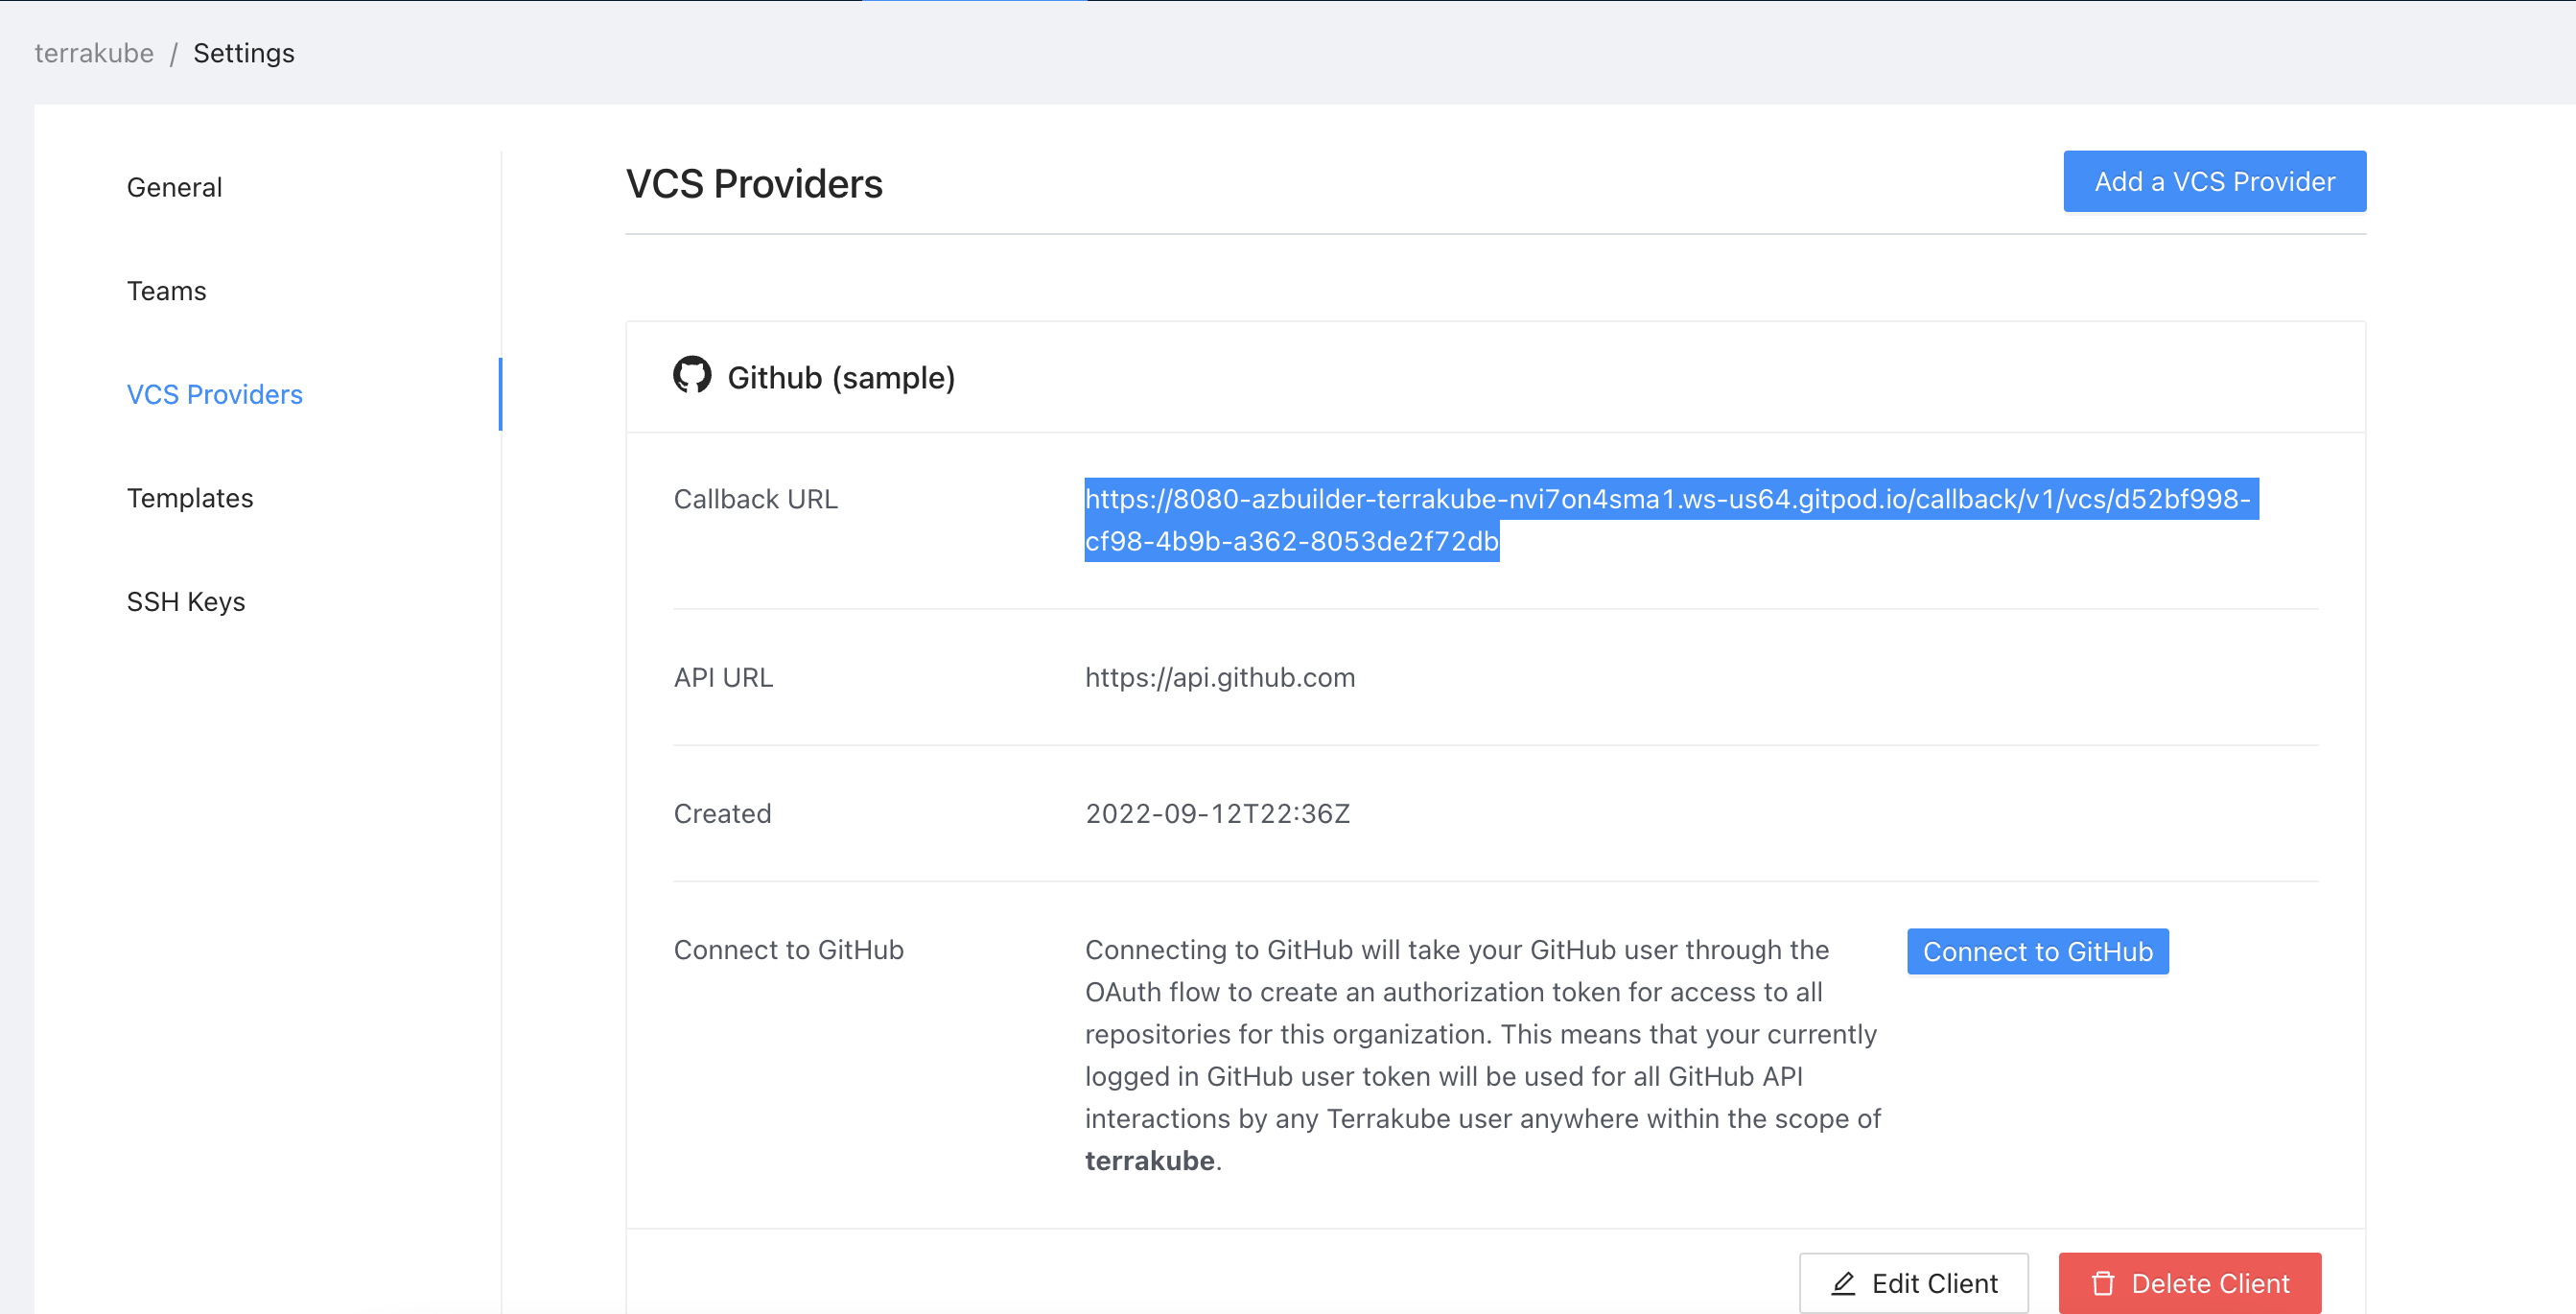 terrakube / Settings
General
Teams
VCS Providers
Templates
SSH Keys
VCS Providers
Add a VCS Provider
Github (sample)
Callback URL
https://8080-azbuilder-terrakube-nvi7on4sma1.ws-us64.gitpod.io/callback/v1/vcs/d52bf998-
cf98-4b9b-a362-8053de2f72db
API URL
https://api.github.com
Created
2022-09-12T22:36Z
Connect to GitHub
Connecting to GitHub will take your GitHub user through the
OAuth flow to create an authorization token for access to all
repositories for this organization. This means that your currently
logged in GitHub user token will be used for all GitHub API
interactions by any Terrakube user anywhere within the scope of
terrakube.
Connect to GitHub
Edit Client
Delete Client